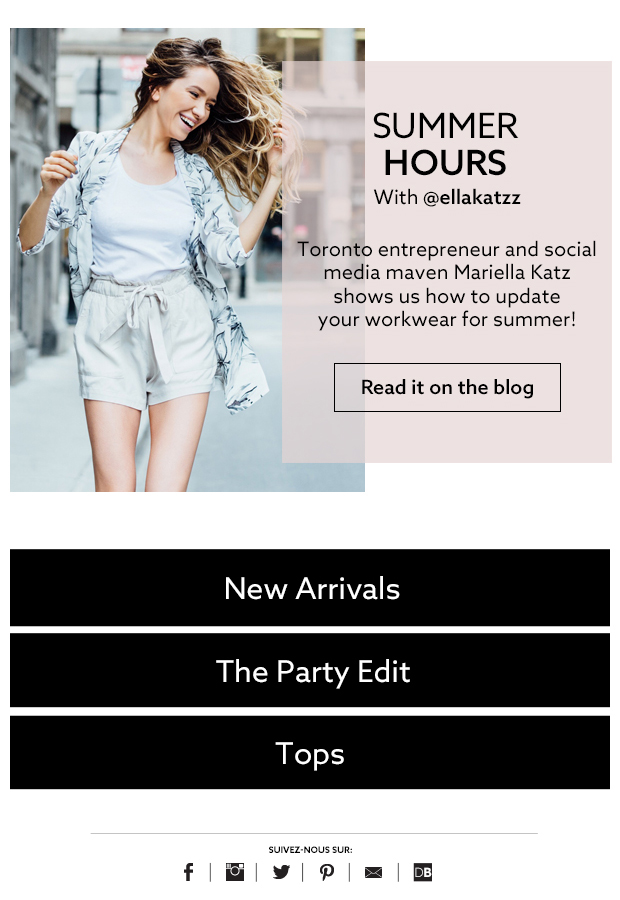 SUMMER
HOURS
With @ellakatzz
Toronto entrepreneur and social
media maven Mariella Katz
shows us how to update
your workwear for summer!
Read it on the blog
New Arrivals
The Party Edit
Tops
SUIVEZ-NOUS SUR:
DB